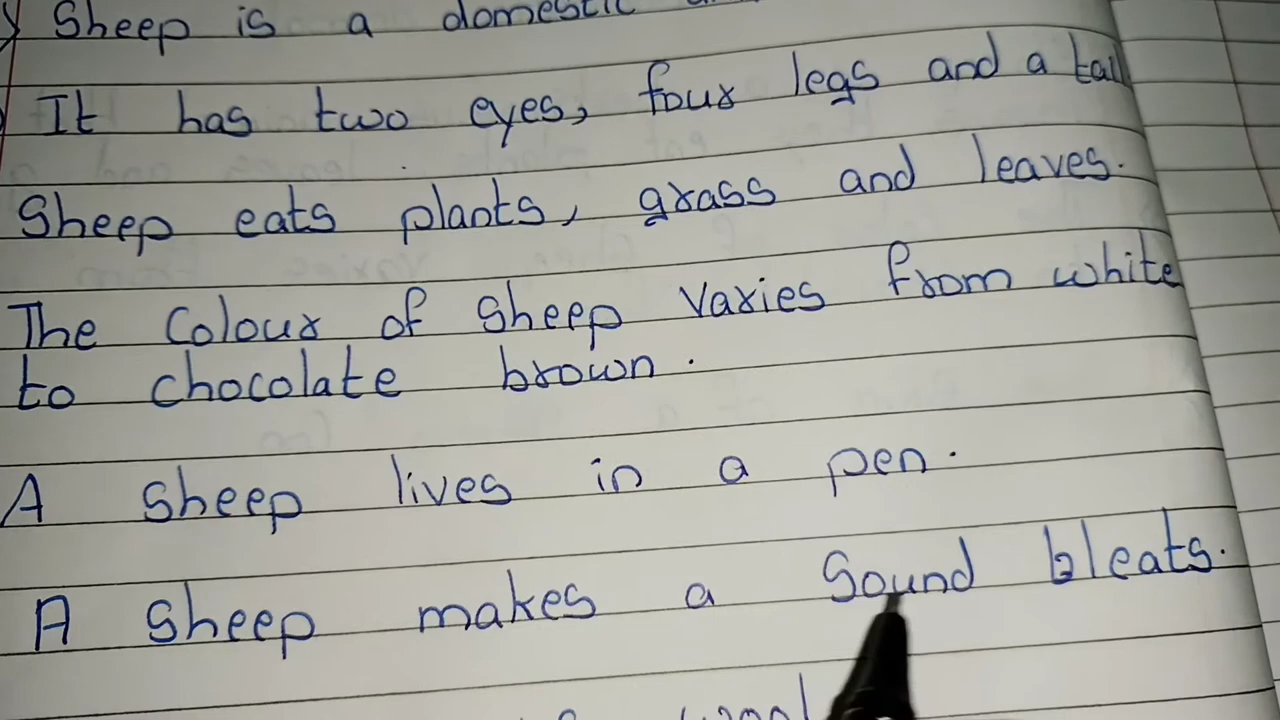 Sheep is a domestic
It has two eyes, four legs and a tail
Sheep eats plants, grass and leaves.
The Colour of Sheep varies from white
to chocolate brown.
A Sheep lives in a pen.
A Sheep makes a Sound bleats.
wool